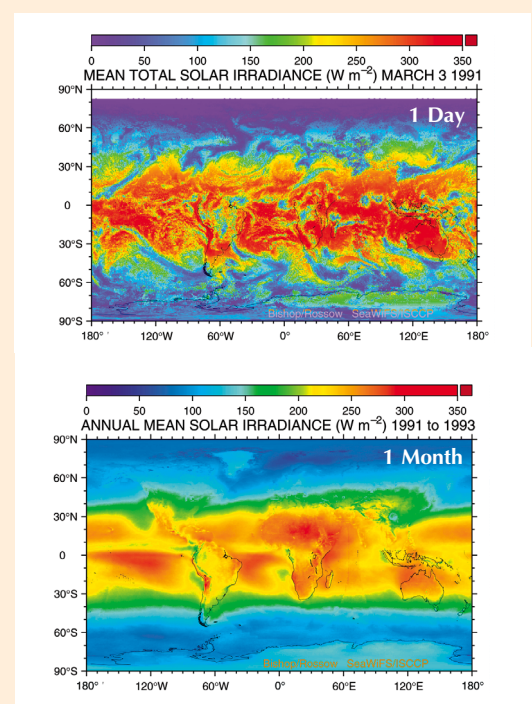 0 50 100 150 200 250 300 350
MEAN TOTAL SOLAR IRRADIANCE (W m−2) MARCH 3 1991
90°N
1 Day
60°N
30°N
0
30°S
60°S
Bishop/Rossow SeaWiFS/ISCCP
90°S
180° 120°W 60°W 0° 60°E 120°E 180°
0 50 100 150 200 250 300 350
ANNUAL MEAN SOLAR IRRADIANCE (W m−2) 1991 to 1993
90°N
1 Month
60°N
30°N
0
30°S
60°S
Bishop/Rossow SeaWiFS/ISCCP
90°S
180° 120°W 60°W 0° 60°E 120°E 180°